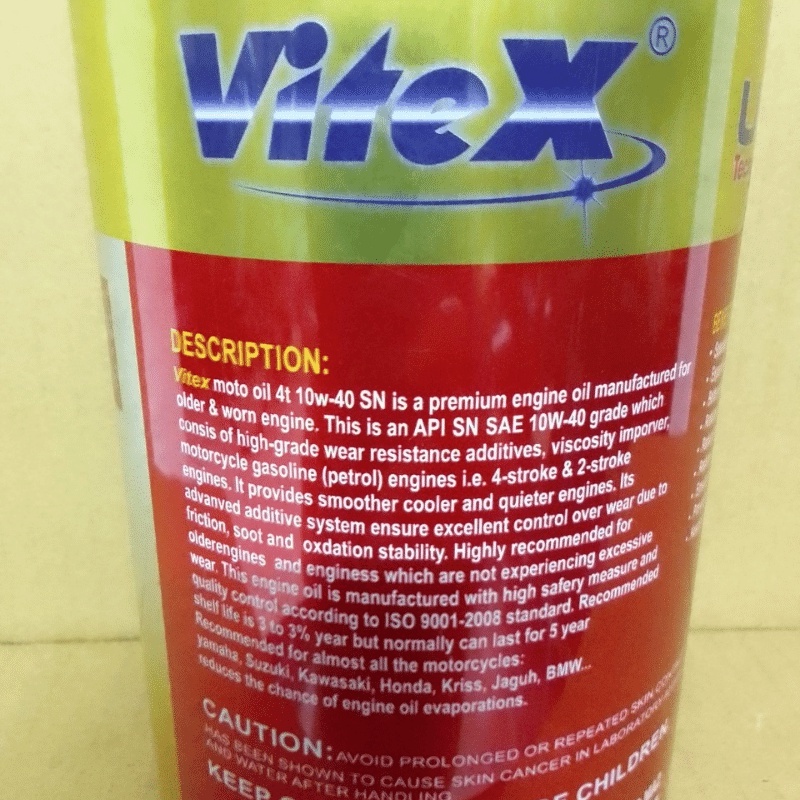 Vitex ®
DESCRIPTION:
Vitex moto oil 4t 10w-40 SN is a premium engine oil manufactured for
older & worn engine. This is an API SN SAE 10W-40 grade which
consis of high-grade wear resistance additives, viscosity imporver,
motorcycle gasoline (petrol) engines i.e. 4-stroke & 2-stroke
engines. It provides smoother cooler and quieter engines. Its
advanved additive system ensure excellent control over wear due to
friction, soot and oxdation stability. Highly recommended for
olderengines and enginess which are not experiencing excessive
wear. This engine oil is manufactured with high safery measure and
quality control according to ISO 9001-2008 standard. Recommended
shelf life is 3 to 3% year but normally can last for 5 year
Recommended for almost all the motorcycles:
yamaha, Suzuki, Kawasaki, Honda, Kriss, Jaguh, BMW...
reduces the chance of engine oil evaporations.
CAUTION: AVOID PROLONGED OR REPEATED SKIN
HAS BEEN SHOWN TO CAUSE SKIN CANCER IN
AND WATER AFTER HANDLING
KEEP CHILDREN